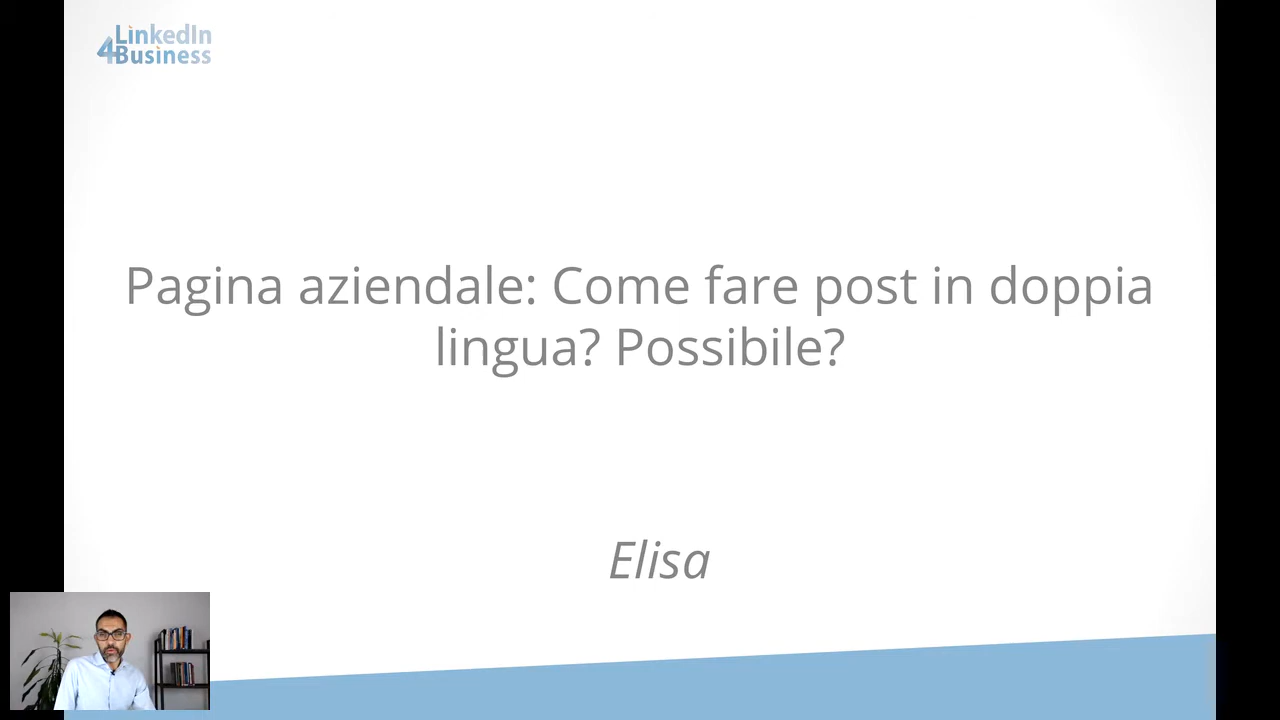 LinkedIn
4Business
Pagina aziendale: Come fare post in doppia
lingua? Possibile?
Elisa